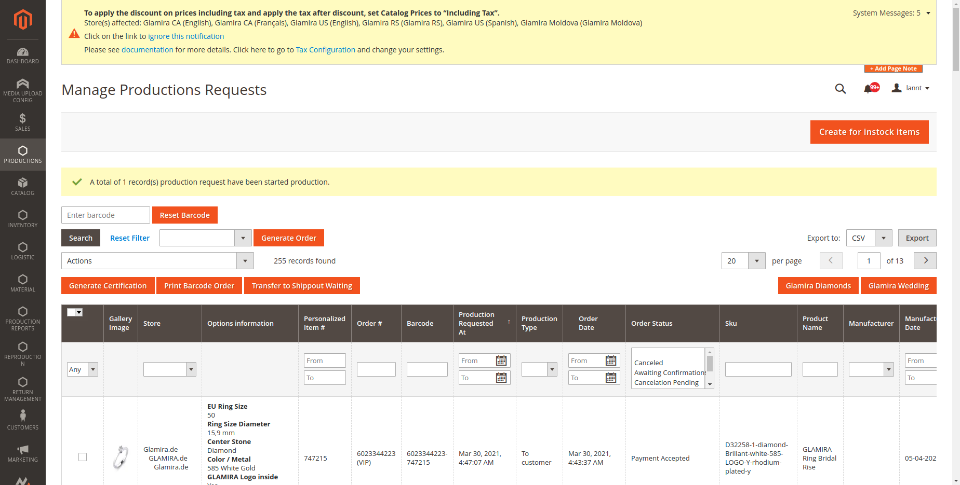 To apply the discount on prices including tax and apply the tax after discount, set Catalog Prices to “Including Tax”.
Store(s) affected: Glamira CA (English), Glamira CA (Français), Glamira US (English), Glamira RS (Glamira RS), Glamira US (Spanish), Glamira Moldova (Glamira Moldova)
Click on the link to ignore this notification
Please see documentation for more details. Click here to go to Tax Configuration and change your settings.
System Messages: 5
+ Add Page Note
Manage Productions Requests
99+
lannt
Create for instock items
A total of 1 record(s) production request have been started production.
Enter barcode
Reset Barcode
Search
Reset Filter
Generate Order
Export to:
CSV
Export
Actions
255 records found
20
per page
1
of 13
Generate Certification
Print Barcode Order
Transfer to Shippout Waiting
Glamira Diamonds
Glamira Wedding
Gallery Image
Store
Options information
Personalized Item #
Order #
Barcode
Production Requested At
Production Type
Order Date
Order Status
Sku
Product Name
Manufacturer
Manufact
Date
Any
From
To
From
To
From
To
Canceled
Awaiting Confirmation
Cancelation Pending
From
To
Glamira.de
GLAMIRA.de
Glamira.de
EU Ring Size
50
Ring Size Diameter
15,9 mm
Center Stone
Diamond
Color / Metal
585 White Gold
GLAMIRA Logo inside
747215
6023344223
(VIP)
6023344223-
747215
Mar 30, 2021,
4:47:07 AM
To
customer
Mar 30, 2021,
4:43:37 AM
Payment Accepted
D32258-1-diamond-
Brillant-white-585-
LOGO-Y-rhodium-
plated-y
GLAMIRA
Ring Bridal
Rise
05-04-202
DASHBOARD
MEDIA UPLOAD
CONFIG
SALES
PRODUCTIONS
CATALOG
INVENTORY
LOGISTIC
MATERIAL
PRODUCTION
REPORTS
REPRODUCTIO
N
RETURN
MANAGEMENT
CUSTOMERS
MARKETING